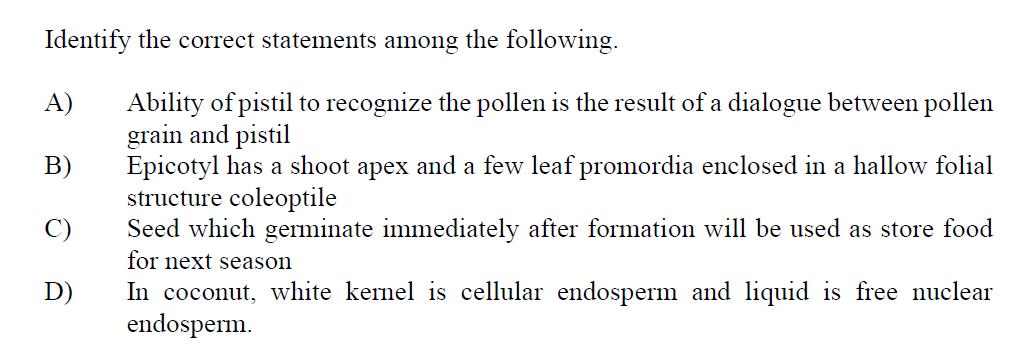 Identify the correct statements among the following.
A) Ability of pistil to recognize the pollen is the result of a dialogue between pollen
grain and pistil
B) Epicotyl has a shoot apex and a few leaf promordia enclosed in a hallow folial
structure coleoptile
C) Seed which germinate immediately after formation will be used as store food
for next season
D) In coconut, white kernel is cellular endosperm and liquid is free nuclear
endosperm.